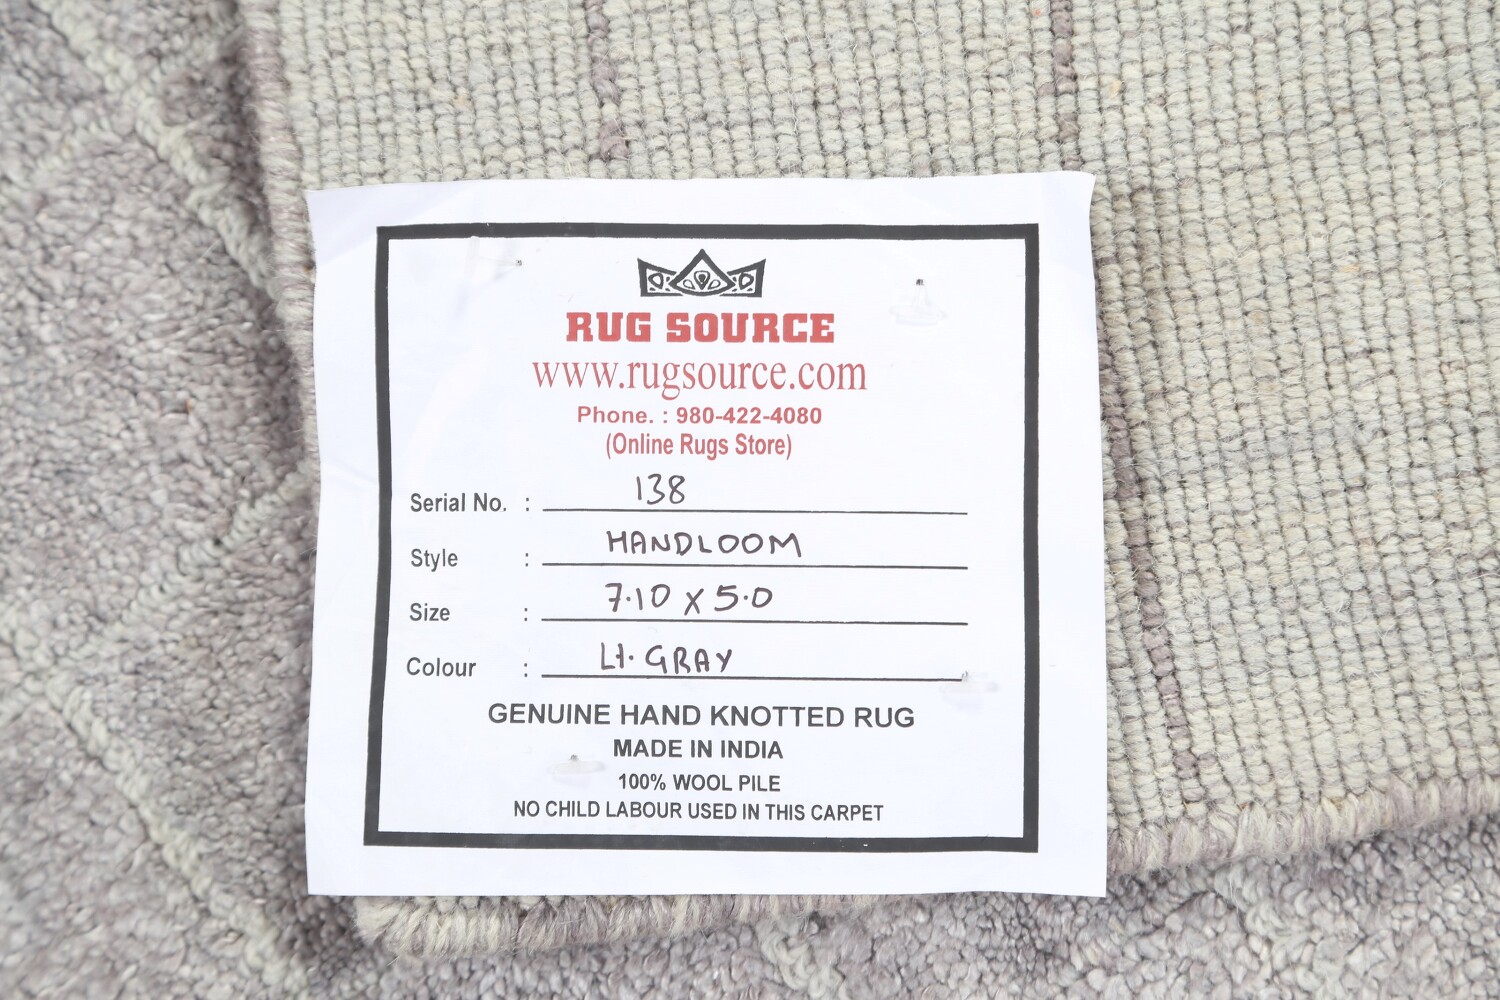 RUG SOURCE
www.rugsource.com
Phone. : 980-422-4080
(Online Rugs Store)
Serial No. : 138
Style : HANDLOOM
Size : 7.10 x 5.0
Colour : Lt. GRAY
GENUINE HAND KNOTTED RUG
MADE IN INDIA
100% WOOL PILE
NO CHILD LABOUR USED IN THIS CARPET